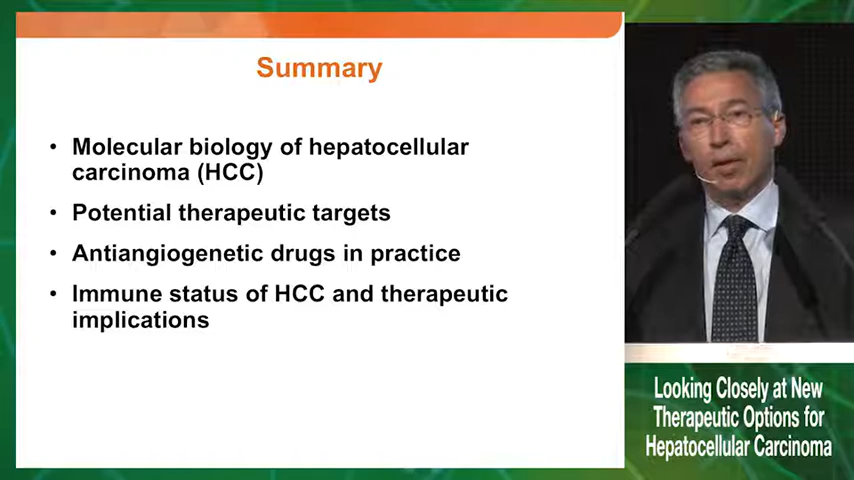 Summary
• Molecular biology of hepatocellular
carcinoma (HCC)
• Potential therapeutic targets
• Antiangiogenetic drugs in practice
• Immune status of HCC and therapeutic
implications
Looking Closely at New
Therapeutic Options for
Hepatocellular Carcinoma